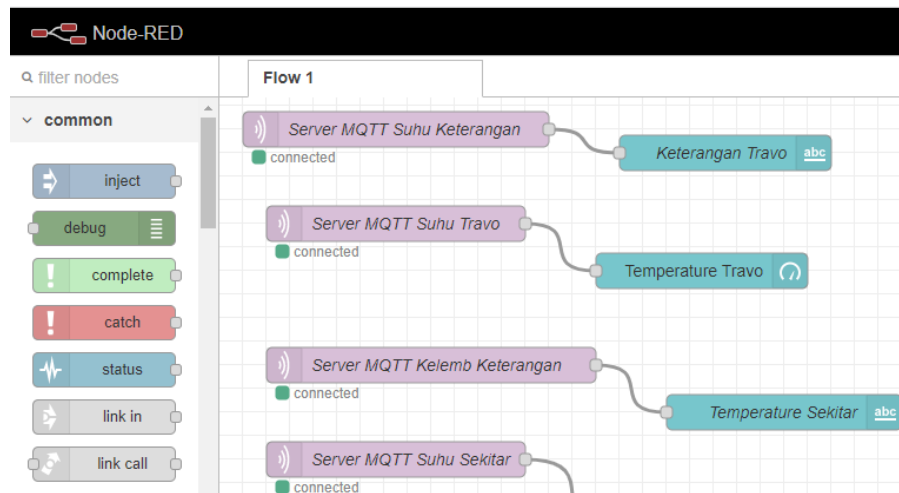 Node-RED
filter nodes
Flow 1
common
inject
debug
complete
catch
status
link in
link call
Server MQTT Suhu Keterangan
connected
Keterangan Travo
abc
Server MQTT Suhu Travo
connected
Temperature Travo
Server MQTT Kelemb Keterangan
connected
Temperature Sekitar
abc
Server MQTT Suhu Sekitar
connected